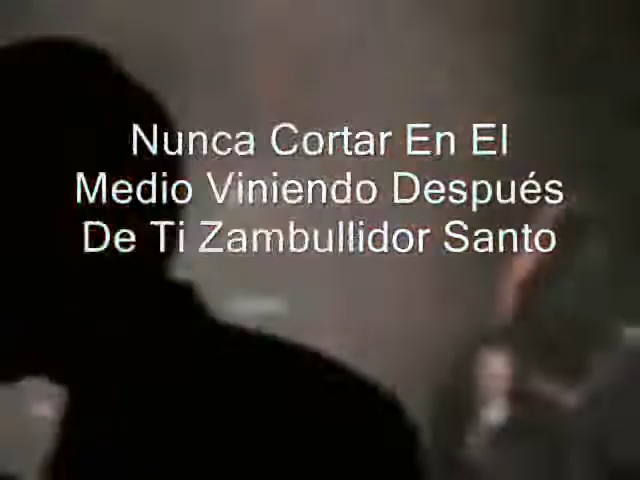 Nunca Cortar En El
Medio Viniendo Después
De Ti Zambullidor Santo